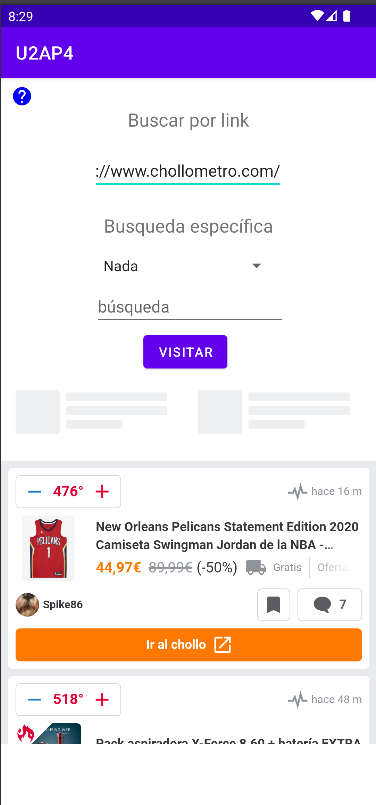 8:29
U2AP4
?
Buscar por link
://www.chollometro.com/
Busqueda específica
Nada
búsqueda
VISITAR
− 476° +
hace 16 m
New Orleans Pelicans Statement Edition 2020
Camiseta Swingman Jordan de la NBA -...
44,97€ 89,99€ (-50%) Gratis Oferta
Spike86
7
Ir al chollo
− 518° +
hace 48 m
Pack aspiradora X-Force 8.60 + batería EXTRA